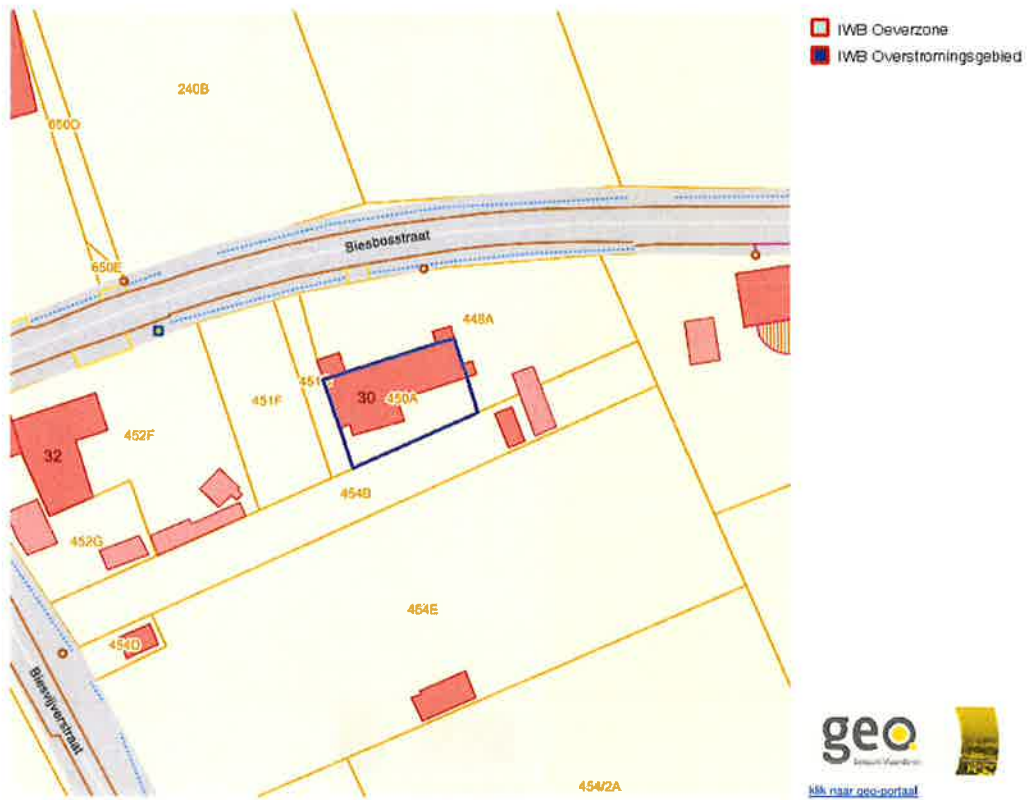 IWB Oeverzone
IWB Overstromingsgebied
240B
650D
Biesbosstraat
650E
448A
451
30
450A
451F
452F
32
454B
452G
454E
454D
Biesvijverstraat
454/2A
geo
klik naar geo-portaal